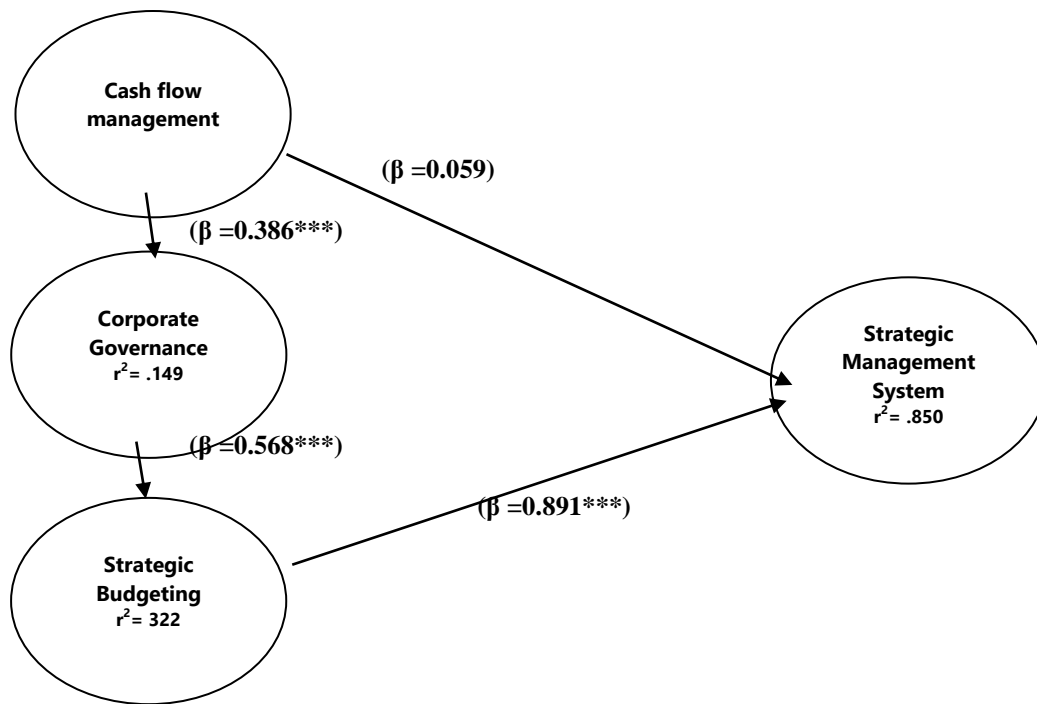 Cash flow
management
(β =0.059)
(β =0.386***)
Corporate
Governance
r²= .149
Strategic
Management
System
r²= .850
(β =0.568***)
(β =0.891***)
Strategic
Budgeting
r²= 322